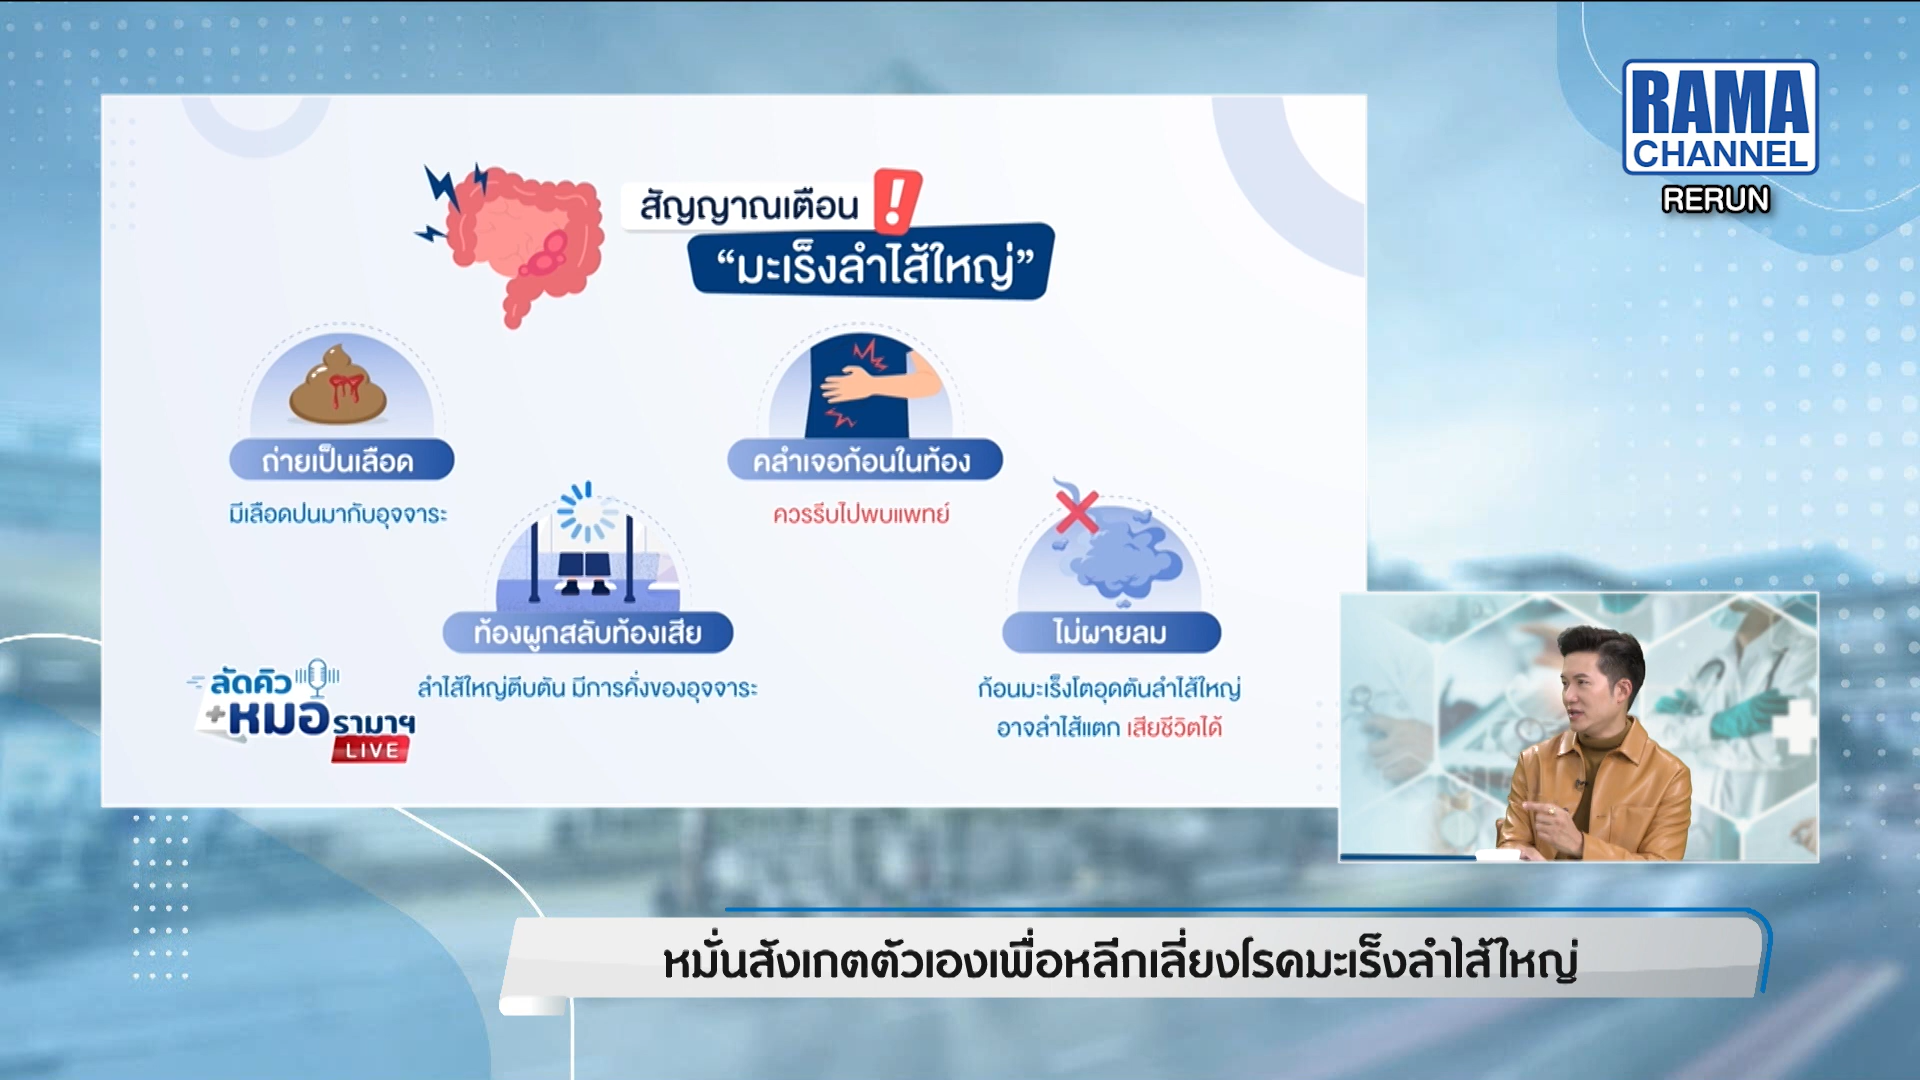 RAMA
CHANNEL
RERUN
สัญญาณเตือน !
“มะเร็งลำไส้ใหญ่”
ถ่ายเป็นเลือด
มีเลือดปนมากับอุจจาระ
คลำเจอก้อนในท้อง
ควรรีบไปพบแพทย์
ท้องผูกสลับท้องเสีย
ลำไส้ใหญ่ตีบตัน มีการคั่งของอุจจาระ
ไม่ผายลม
ก้อนมะเร็งโตอุดตันลำไส้ใหญ่
อาจลำไส้แตก เสียชีวิตได้
ลัดคิว
หมอรามาฯ
LIVE
หมั่นสังเกตตัวเองเพื่อหลีกเลี่ยงโรคมะเร็งลำไส้ใหญ่